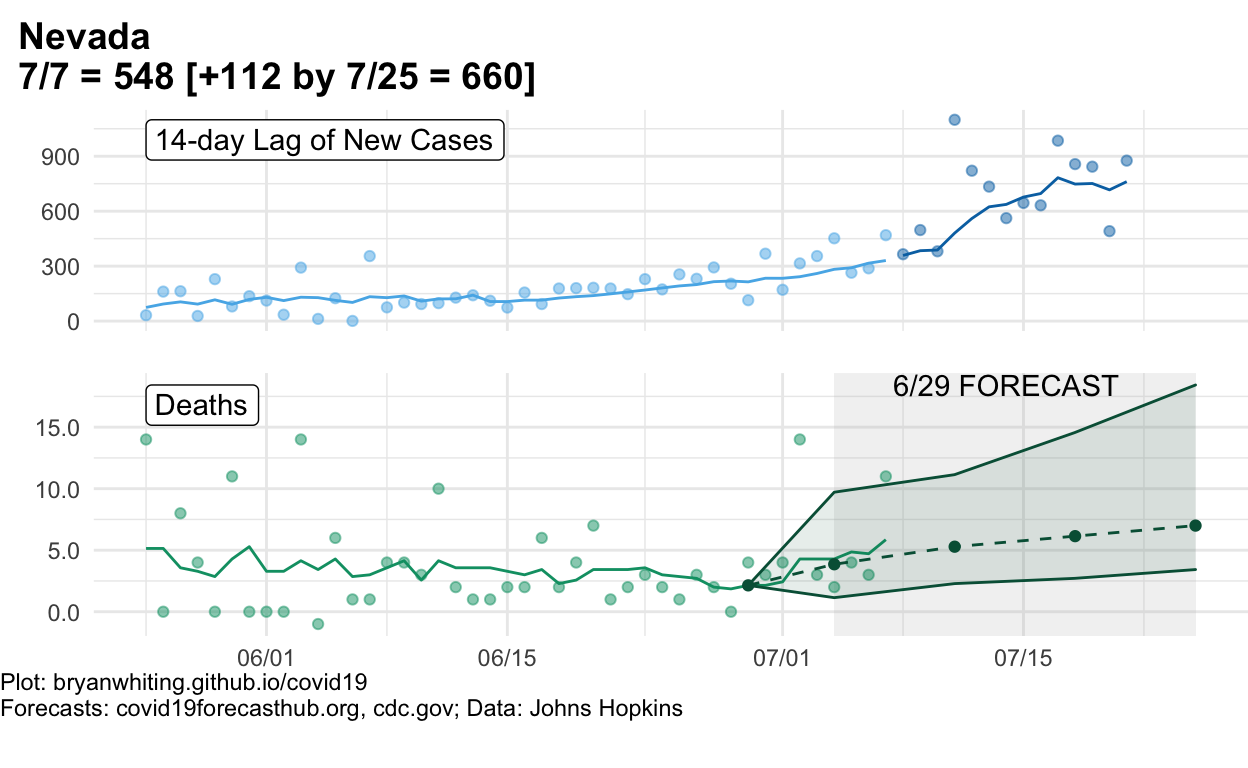 Nevada
7/7 = 548 [+112 by 7/25 = 660]
14-day Lag of New Cases
900
600
300
0
6/29 FORECAST
Deaths
15.0
10.0
5.0
0.0
06/01 06/15 07/01 07/15
Plot: bryanwhiting.github.io/covid19
Forecasts: covid19forecasthub.org, cdc.gov; Data: Johns Hopkins